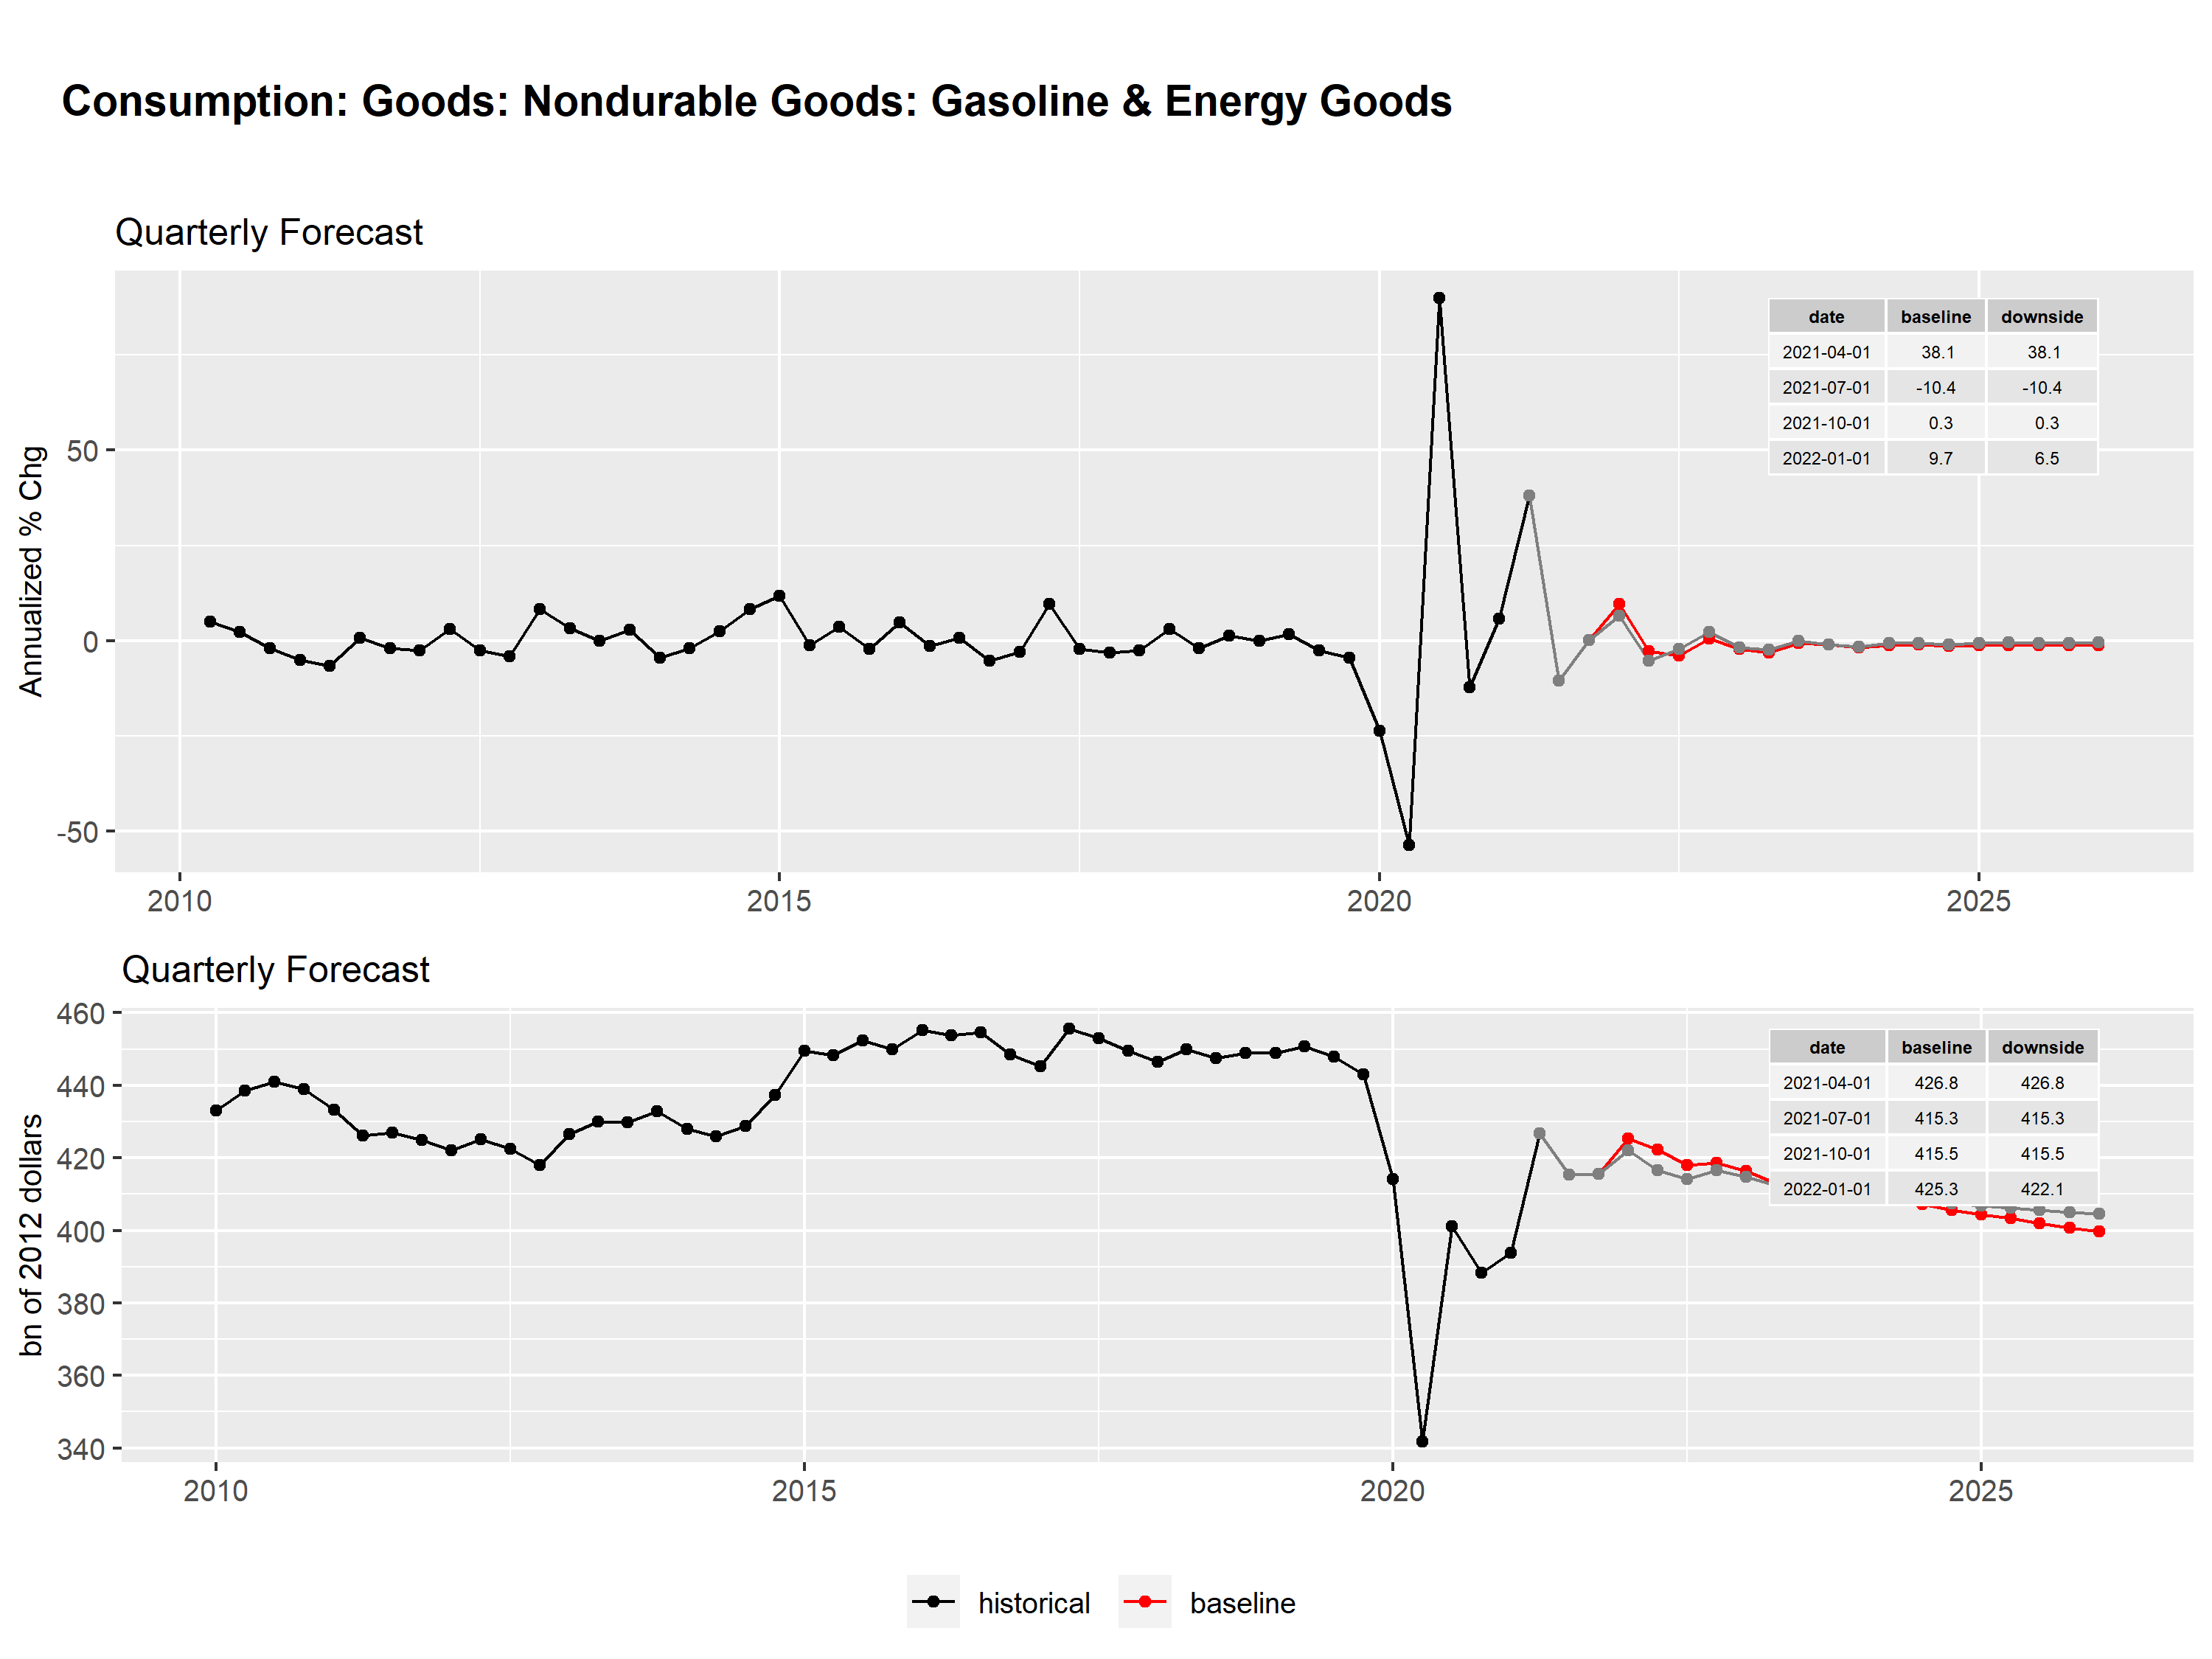 Consumption: Goods: Nondurable Goods: Gasoline & Energy Goods
Quarterly Forecast
Annualized % Chg
50
0
-50
2010 2015 2020 2025
date baseline downside
2021-04-01 38.1 38.1
2021-07-01 -10.4 -10.4
2021-10-01 0.3 0.3
2022-01-01 9.7 6.5
Quarterly Forecast
bn of 2012 dollars
460
440
420
400
380
360
340
2010 2015 2020 2025
date baseline downside
2021-04-01 426.8 426.8
2021-07-01 415.3 415.3
2021-10-01 415.5 415.5
2022-01-01 425.3 422.1
historical baseline